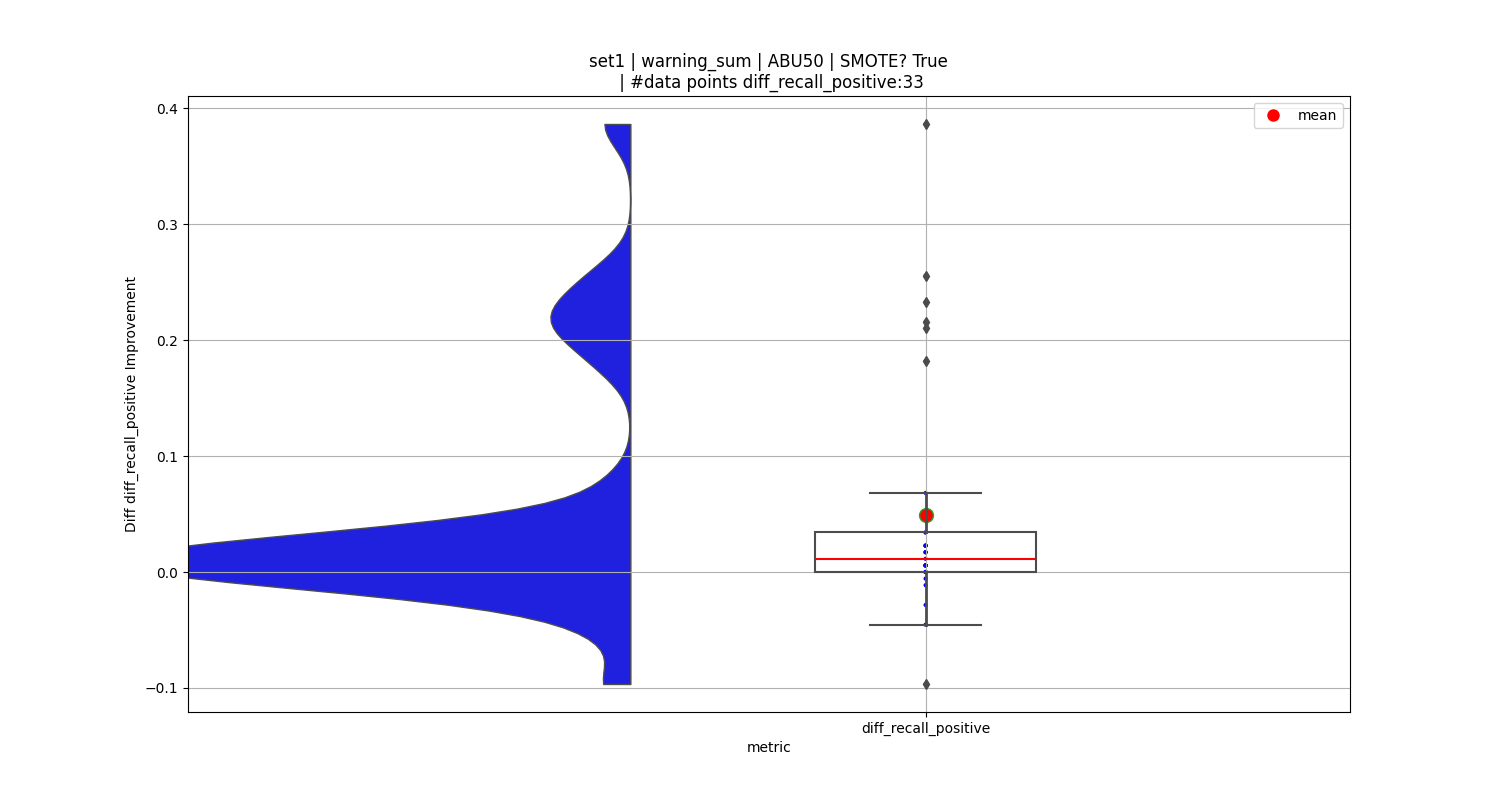 set1 | warning_sum | ABU50 | SMOTE? True
| #data points diff_recall_positive:33
mean
0.4
0.3
0.2
0.1
0.0
−0.1
Diff diff_recall_positive Improvement
diff_recall_positive
metric